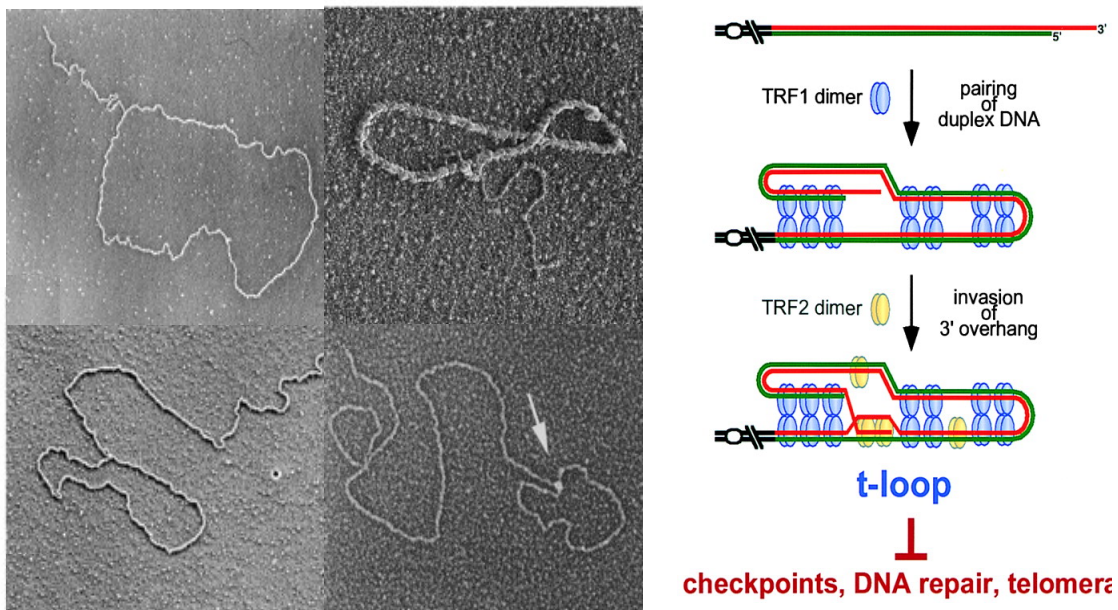 3'
5'
TRF1 dimer
pairing
of
duplex DNA
TRF2 dimer
invasion
of
3' overhang
t-loop
checkpoints, DNA repair, telomera